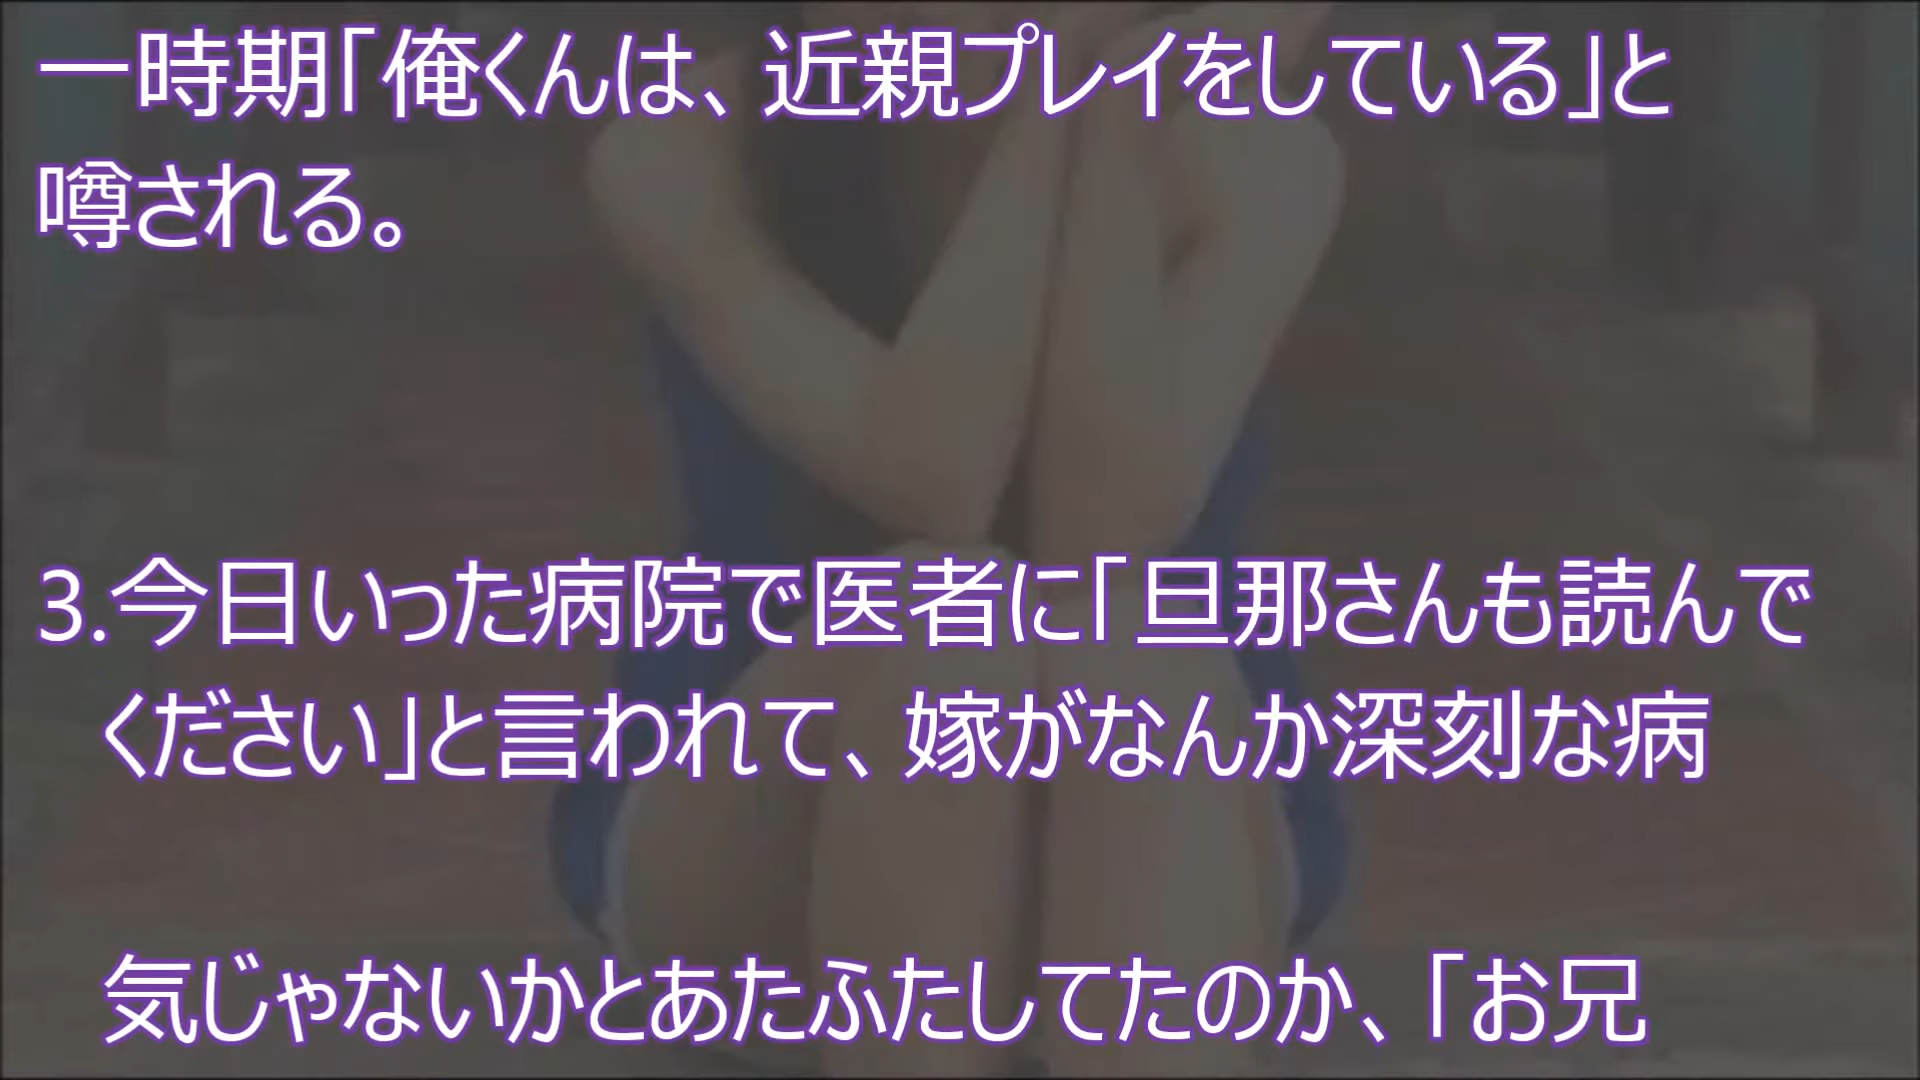 一時期「俺くんは、近親プレイをしている」と
噂される。
3.今日いった病院で医者に「旦那さんも読んで
ください」と言われて、嫁がなんか深刻な病
気じゃないかとあたふたしてたのか、「お兄